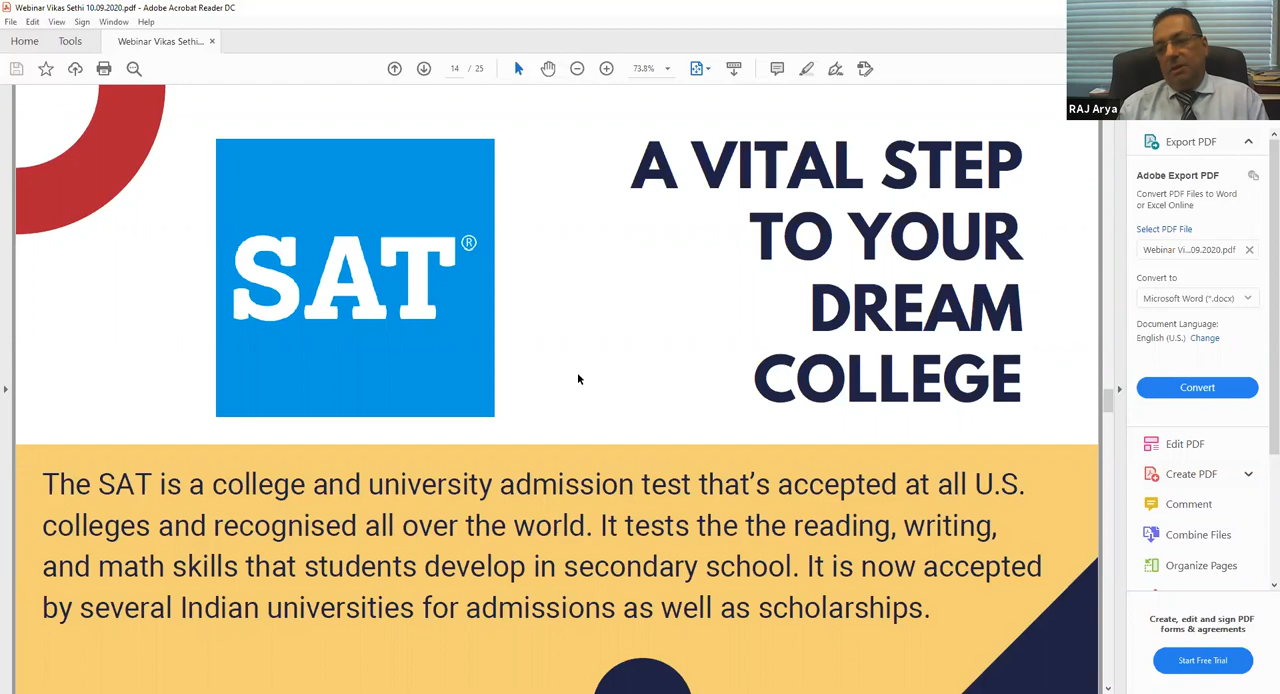 Webinar Vikas Sethi 10.09.2020.pdf - Adobe Acrobat Reader DC
File Edit View Sign Window Help
Home Tools Webinar Vikas Sethi... ×
14 / 25 73.8%
RAJ Arya
SAT®
A VITAL STEP
TO YOUR
DREAM
COLLEGE
The SAT is a college and university admission test that’s accepted at all U.S.
colleges and recognised all over the world. It tests the the reading, writing,
and math skills that students develop in secondary school. It is now accepted
by several Indian universities for admissions as well as scholarships.
Export PDF
Adobe Export PDF
Convert PDF Files to Word
or Excel Online
Select PDF File
Webinar Vi...09.2020.pdf
Convert to
Microsoft Word (*.docx)
Document Language:
English (U.S.) Change
Convert
Edit PDF
Create PDF
Comment
Combine Files
Organize Pages
Create, edit and sign PDF
forms & agreements
Start Free Trial